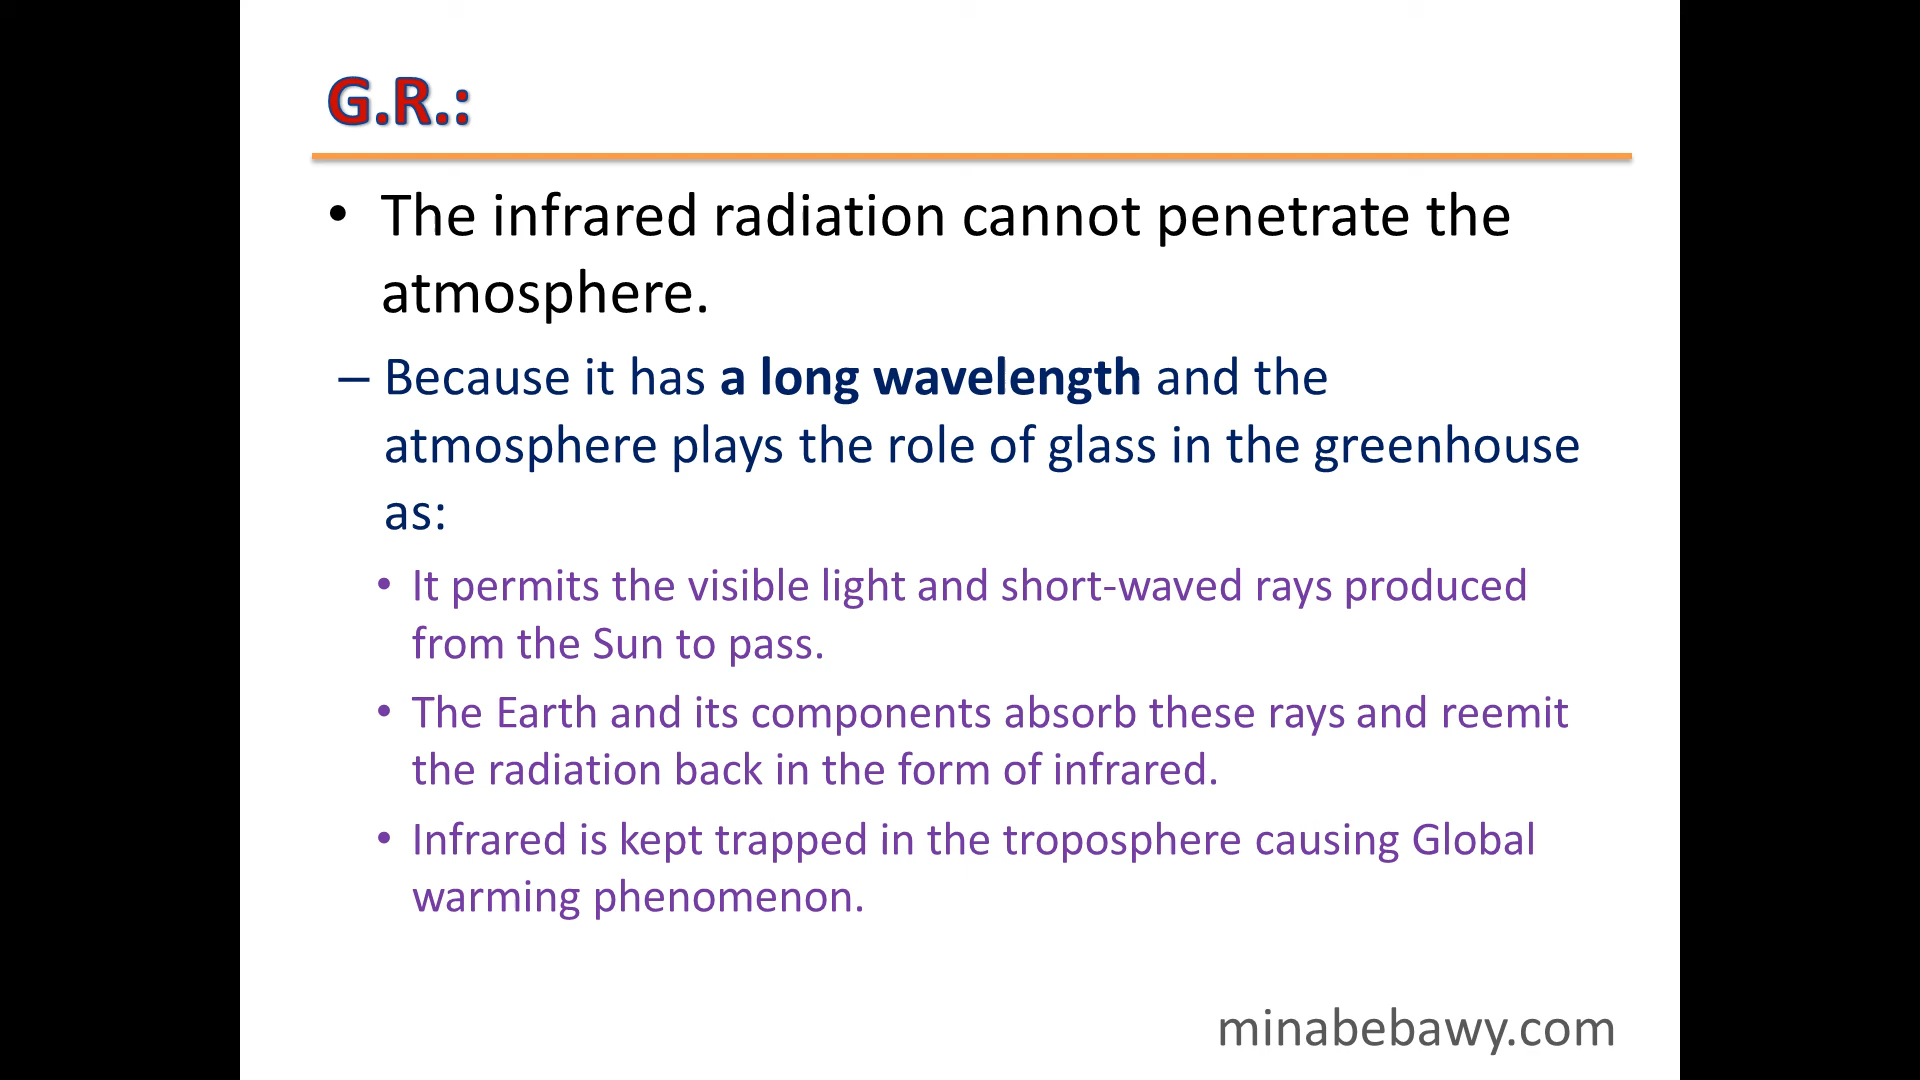 G.R.:
• The infrared radiation cannot penetrate the
atmosphere.
– Because it has a long wavelength and the
atmosphere plays the role of glass in the greenhouse
as:
• It permits the visible light and short-waved rays produced
from the Sun to pass.
• The Earth and its components absorb these rays and reemit
the radiation back in the form of infrared.
• Infrared is kept trapped in the troposphere causing Global
warming phenomenon.
minabebawy.com